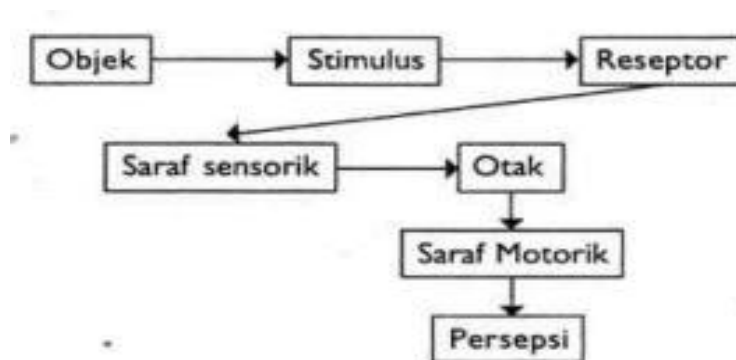 Objek
Stimulus
Reseptor
Saraf sensorik
Otak
Saraf Motorik
Persepsi